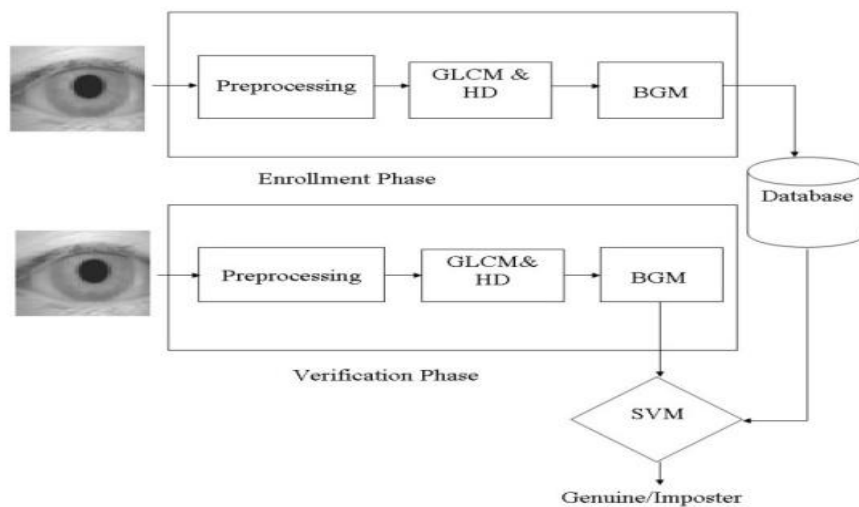 Preprocessing
GLCM &
HD
BGM
Enrollment Phase
Database
Preprocessing
GLCM&
HD
BGM
Verification Phase
SVM
Genuine/Imposter